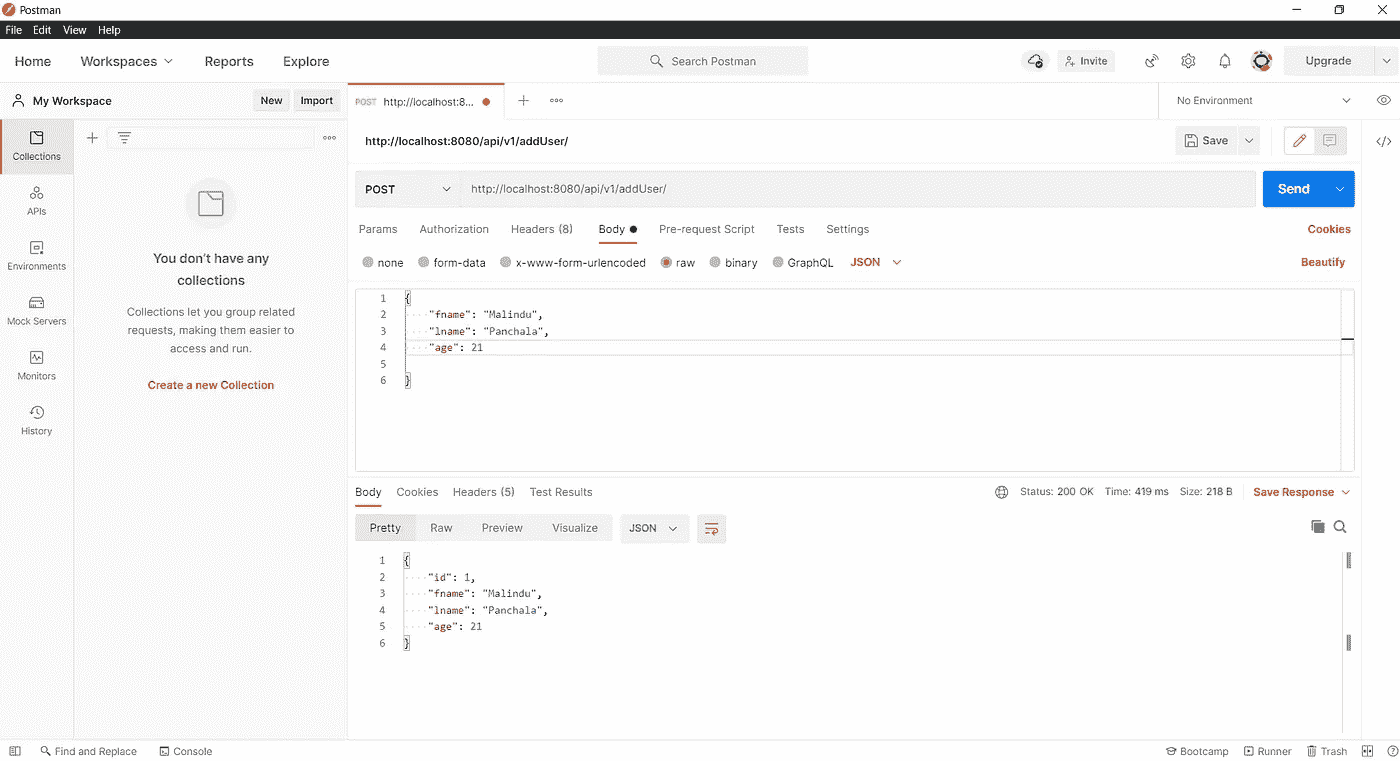 Postman
File Edit View Help
Home Workspaces Reports Explore Search Postman Invite Upgrade
My Workspace New Import POST http://localhost:8... No Environment
Collections
APIs
Environments
Mock Servers
Monitors
History
You don't have any
collections
Collections let you group related
requests, making them easier to
access and run.
Create a new Collection
http://localhost:8080/api/v1/addUser/ Save
POST http://localhost:8080/api/v1/addUser/ Send
Params Authorization Headers (8) Body Pre-request Script Tests Settings Cookies
none form-data x-www-form-urlencoded raw binary GraphQL JSON Beautify
1 {
2 "fname": "Malindu",
3 "lname": "Panchala",
4 "age": 21
5
6 }
Body Cookies Headers (5) Test Results Status: 200 OK Time: 419 ms Size: 218 B Save Response
Pretty Raw Preview Visualize JSON
1 {
2 "id": 1,
3 "fname": "Malindu",
4 "lname": "Panchala",
5 "age": 21
6 }
Find and Replace Console Bootcamp Runner Trash